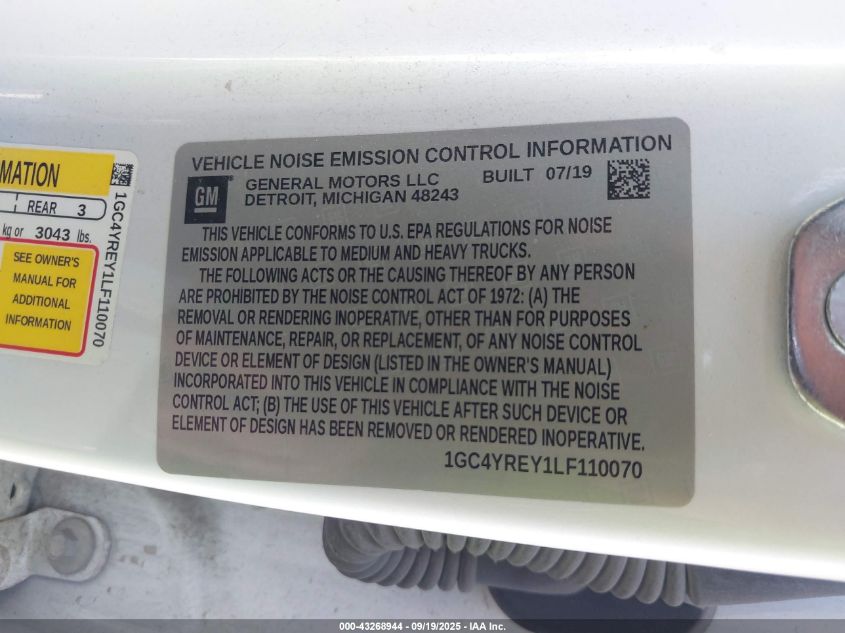 MATION
REAR 3
kg or 3043 lbs.
SEE OWNER'S
MANUAL FOR
ADDITIONAL
INFORMATION
1GC4YREY1LF110070
VEHICLE NOISE EMISSION CONTROL INFORMATION
GM
GENERAL MOTORS LLC BUILT 07/19
DETROIT, MICHIGAN 48243
THIS VEHICLE CONFORMS TO U.S. EPA REGULATIONS FOR NOISE
EMISSION APPLICABLE TO MEDIUM AND HEAVY TRUCKS.
THE FOLLOWING ACTS OR THE CAUSING THEREOF BY ANY PERSON
ARE PROHIBITED BY THE NOISE CONTROL ACT OF 1972: (A) THE
REMOVAL OR RENDERING INOPERATIVE, OTHER THAN FOR PURPOSES
OF MAINTENANCE, REPAIR, OR REPLACEMENT, OF ANY NOISE CONTROL
DEVICE OR ELEMENT OF DESIGN (LISTED IN THE OWNER'S MANUAL)
INCORPORATED INTO THIS VEHICLE IN COMPLIANCE WITH THE NOISE
CONTROL ACT; (B) THE USE OF THIS VEHICLE AFTER SUCH DEVICE OR
ELEMENT OF DESIGN HAS BEEN REMOVED OR RENDERED INOPERATIVE.
1GC4YREY1LF110070
000-43268944 - 09/19/2025 - IAA Inc.